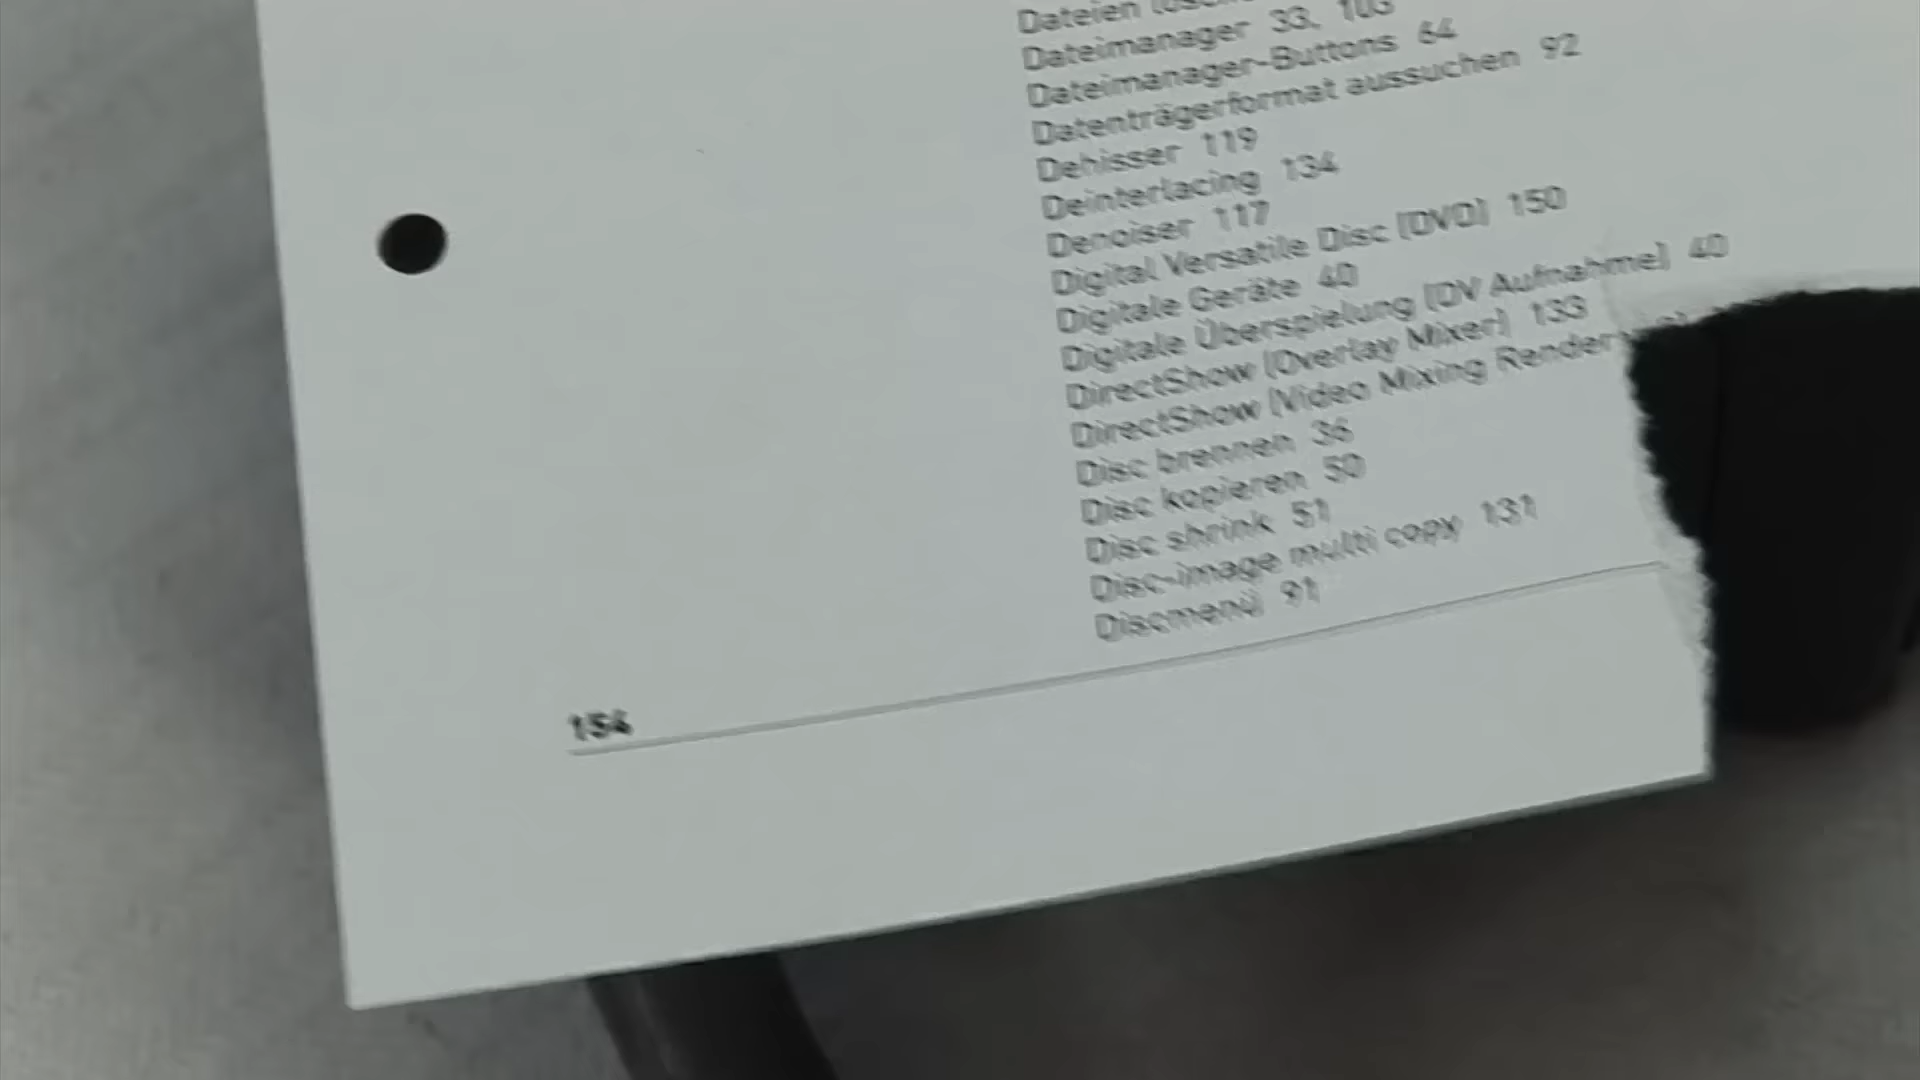 Dateien
Dateimanager 33, 103
Dateimanager-Buttons 64
Datenträgerformat aussuchen 92
Dehisser 119
Deinterlacing 134
Denoiser 117
Digital Versatile Disc (DVD) 150
Digitale Geräte 40
Digitale Überspielung (DV Aufnahme) 40
DirectShow (Overlay Mixer) 133
DirectShow (Video Mixing
Disc brennen 36
Disc kopieren 50
Disc shrink 51
Disc-image multi copy 131
Discmenü 91
154